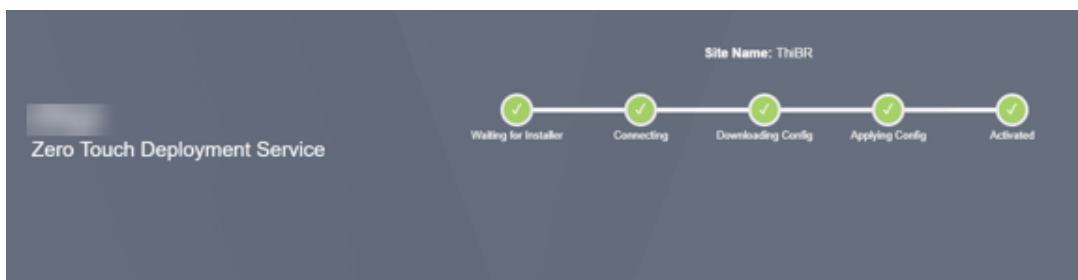 Site Name: ThiBR
Waiting for Installer
Connecting
Downloading Config
Applying Config
Activated
Zero Touch Deployment Service